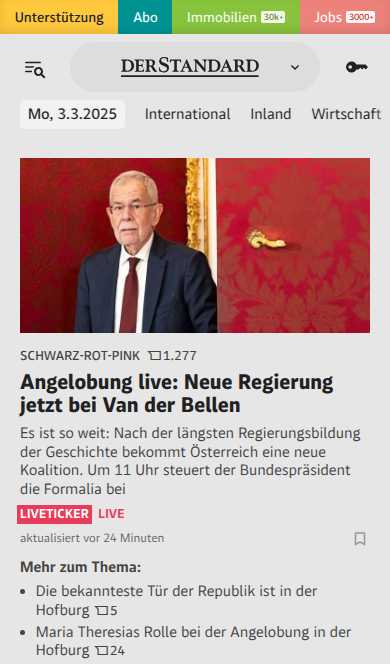 Unterstützung Abo Immobilien 30k+ Jobs 3000+
DERSTANDARD
Mo, 3.3.2025 International Inland Wirtschaft
SCHWARZ-ROT-PINK 1.277
Angelobung live: Neue Regierung
jetzt bei Van der Bellen
Es ist so weit: Nach der längsten Regierungsbildung
der Geschichte bekommt Österreich eine neue
Koalition. Um 11 Uhr steuert der Bundespräsident
die Formalia bei
LIVETICKER LIVE
aktualisiert vor 24 Minuten
Mehr zum Thema:
• Die bekannteste Tür der Republik ist in der
Hofburg 5
• Maria Theresias Rolle bei der Angelobung in der
Hofburg 24